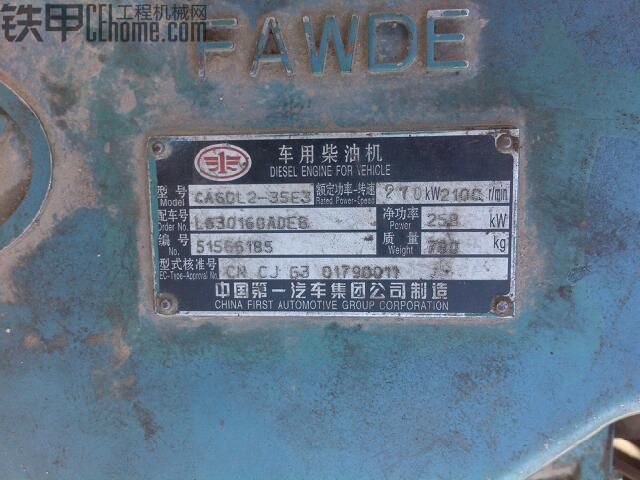 铁甲 工程机械网
CEhome.com
FAWDE
车用柴油机
DIESEL ENGINE FOR VEHICLE
型号 Model CA6DL2-35E3 额定功率-转速 Rated Power-Speed 270kW2100r/min
配车号 Order No. L630160ADE8 净功率 Power 258 kW
编号 No. 51566185 质量 Weight 780 kg
型式核准号 EC-Type-Approval No. CN CJ G3 01790011
中国第一汽车集团公司制造
CHINA FIRST AUTOMOTIVE GROUP CORPORATION